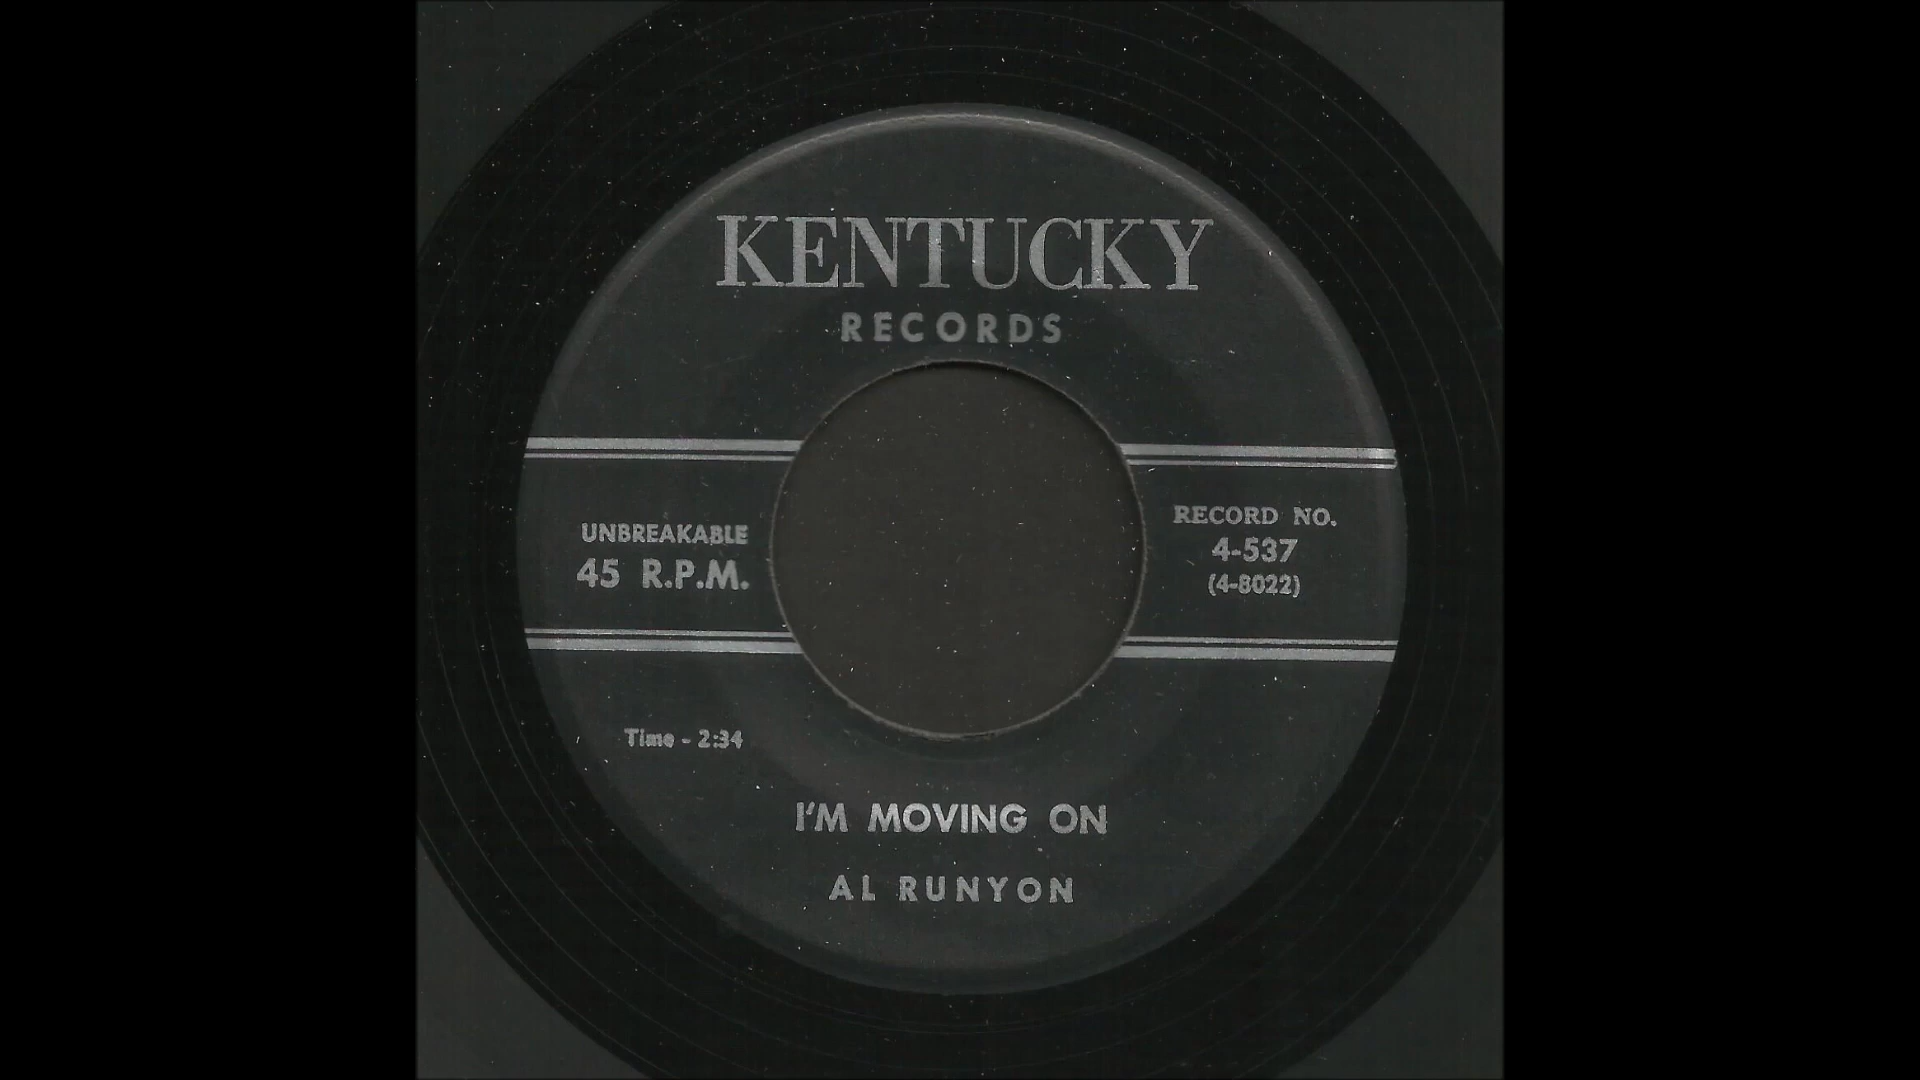 KENTUCKY
RECORDS
UNBREAKABLE
45 R.P.M.
RECORD NO.
4-537
(4-8022)
Time - 2:34
I'M MOVING ON
AL RUNYON